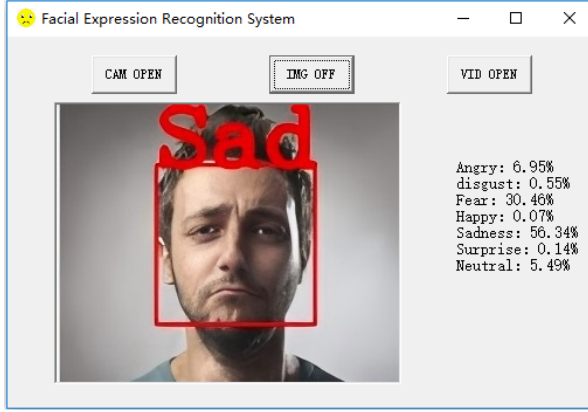 Facial Expression Recognition System
CAM OPEN
IMG OFF
VID OPEN
Sad
Angry: 6.95%
disgust: 0.55%
Fear: 30.46%
Happy: 0.07%
Sadness: 56.34%
Surprise: 0.14%
Neutral: 5.49%